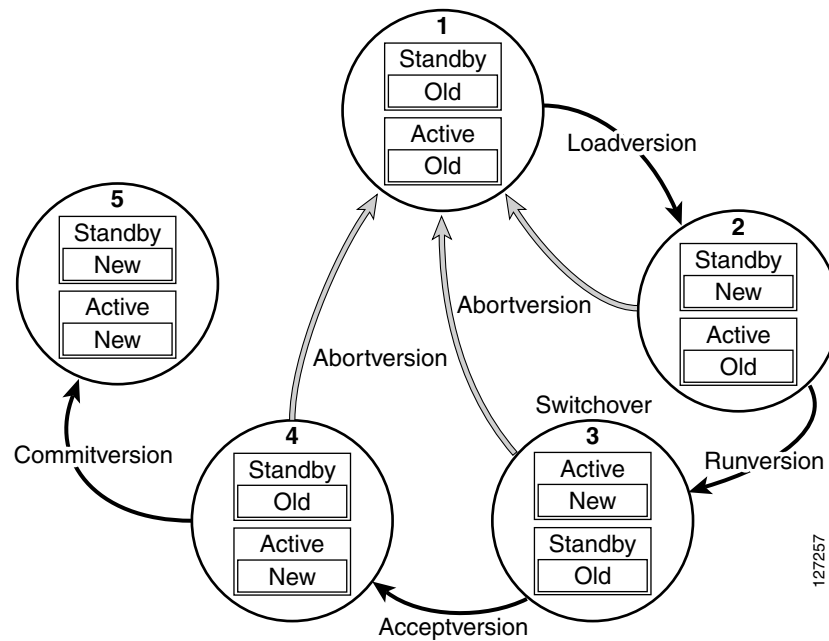 1
Standby
Old
Active
Old
Loadversion
5
Standby
New
Active
New
2
Standby
New
Active
Old
Abortversion
Abortversion
Switchover
4
Standby
Old
Active
New
3
Active
New
Standby
Old
Commitversion
Runversion
Acceptversion
127257